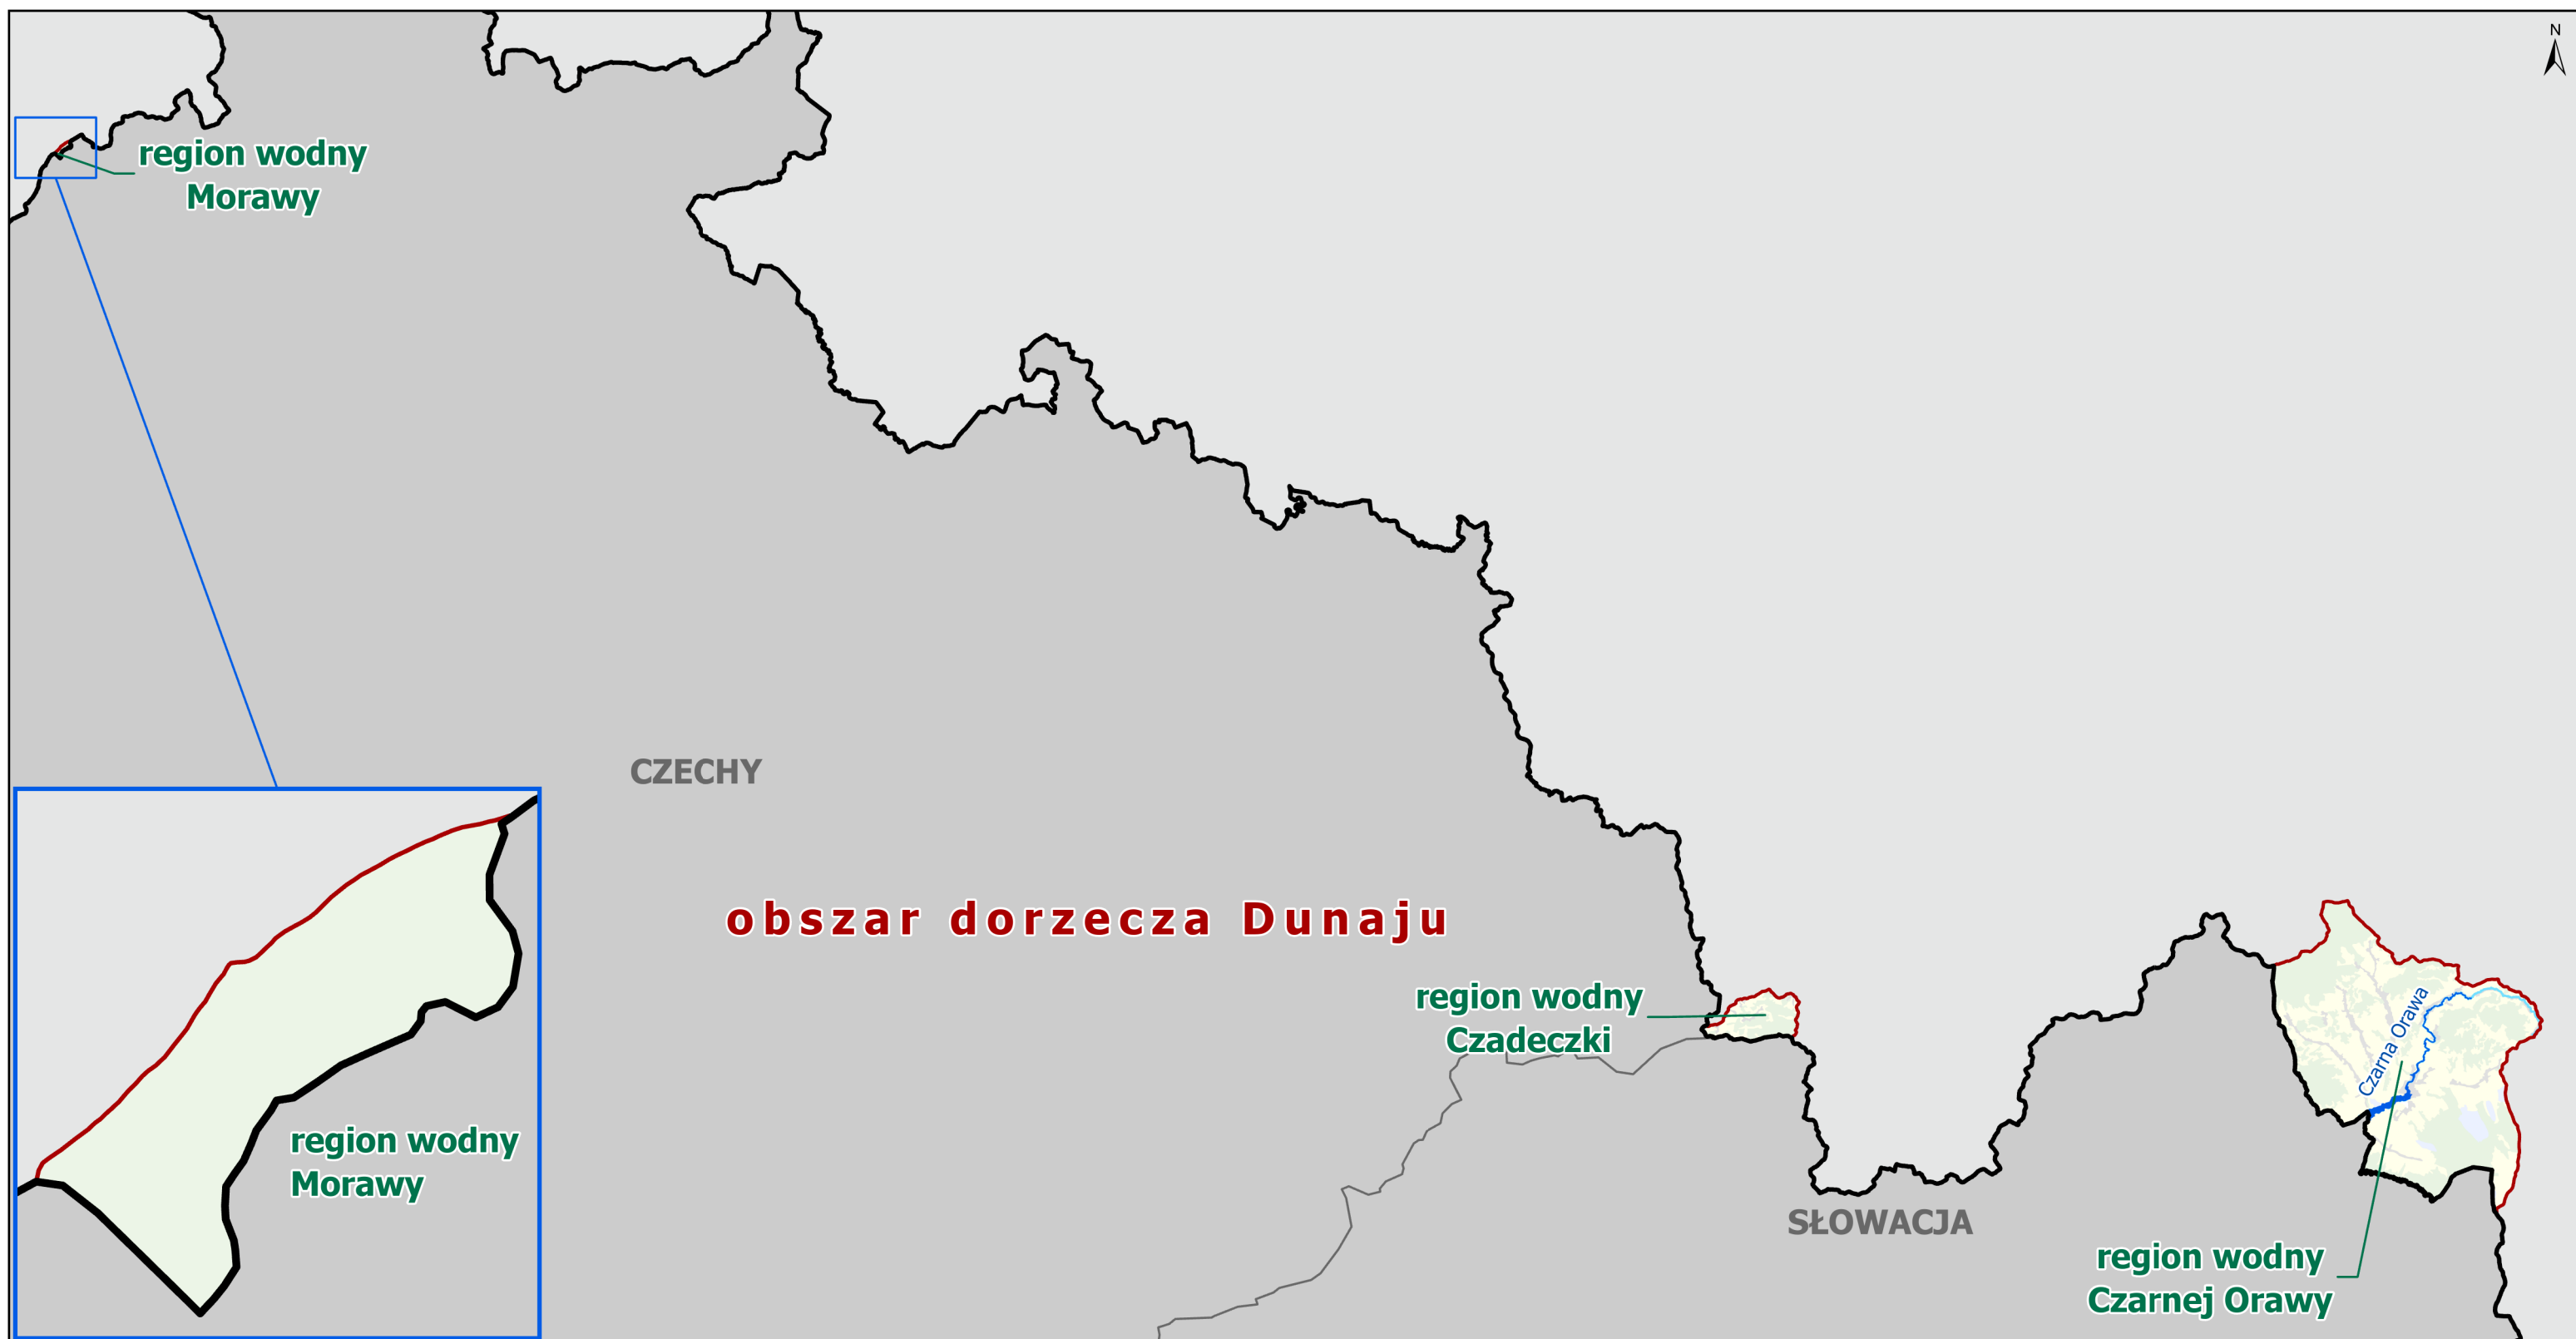 N
region wodny
Morawy
CZECHY
obszar dorzecza Dunaju
region wodny
Czadeczki
Czarna Orawa
region wodny
Morawy
SŁOWACJA
region wodny
Czarnej Orawy